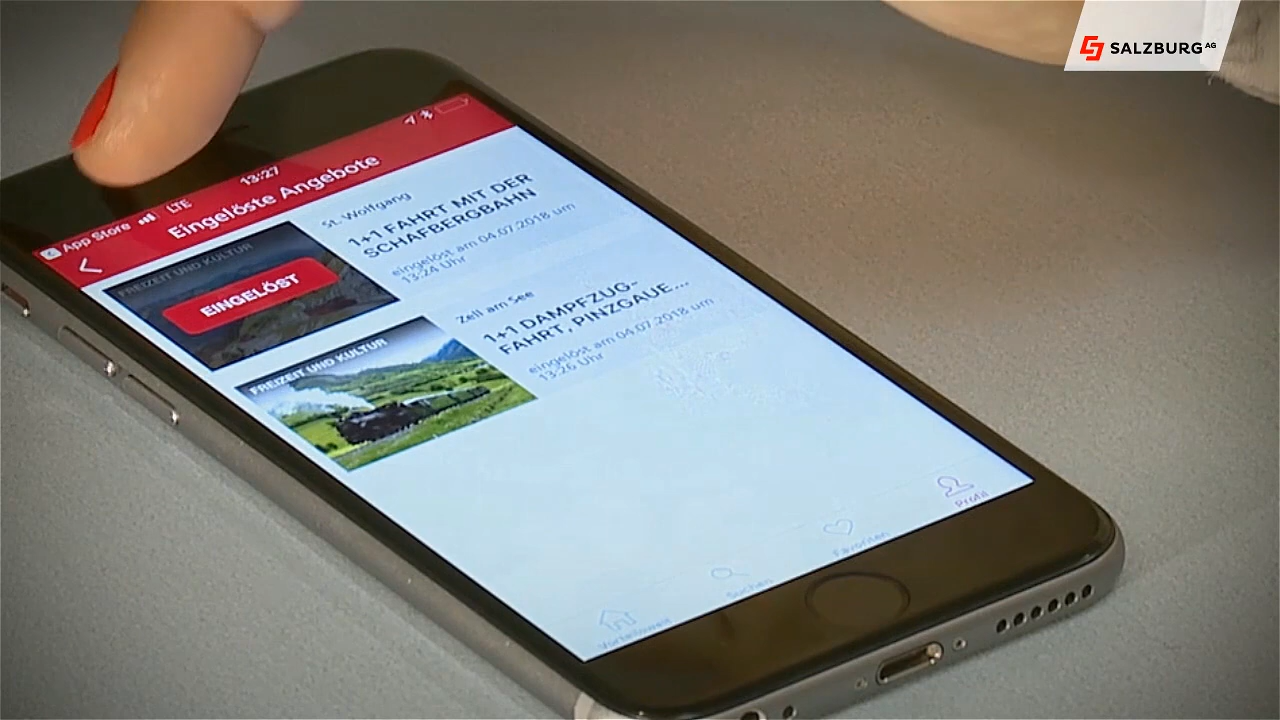 SALZBURG AG
App Store LTE 13:27
Eingelöste Angebote
FREIZEIT UND KULTUR
EINGELÖST
St. Wolfgang
1+1 FAHRT MIT DER
SCHAFBERGBAHN
eingelöst am 04.07.2018 um
13:24 Uhr
FREIZEIT UND KULTUR
Zell am See
1+1 DAMPFZUG-
FAHRT, PINZGAUE...
eingelöst am 04.07.2018 um
13:26 Uhr
Vorteilswelt
Suchen
Favoriten
Profil